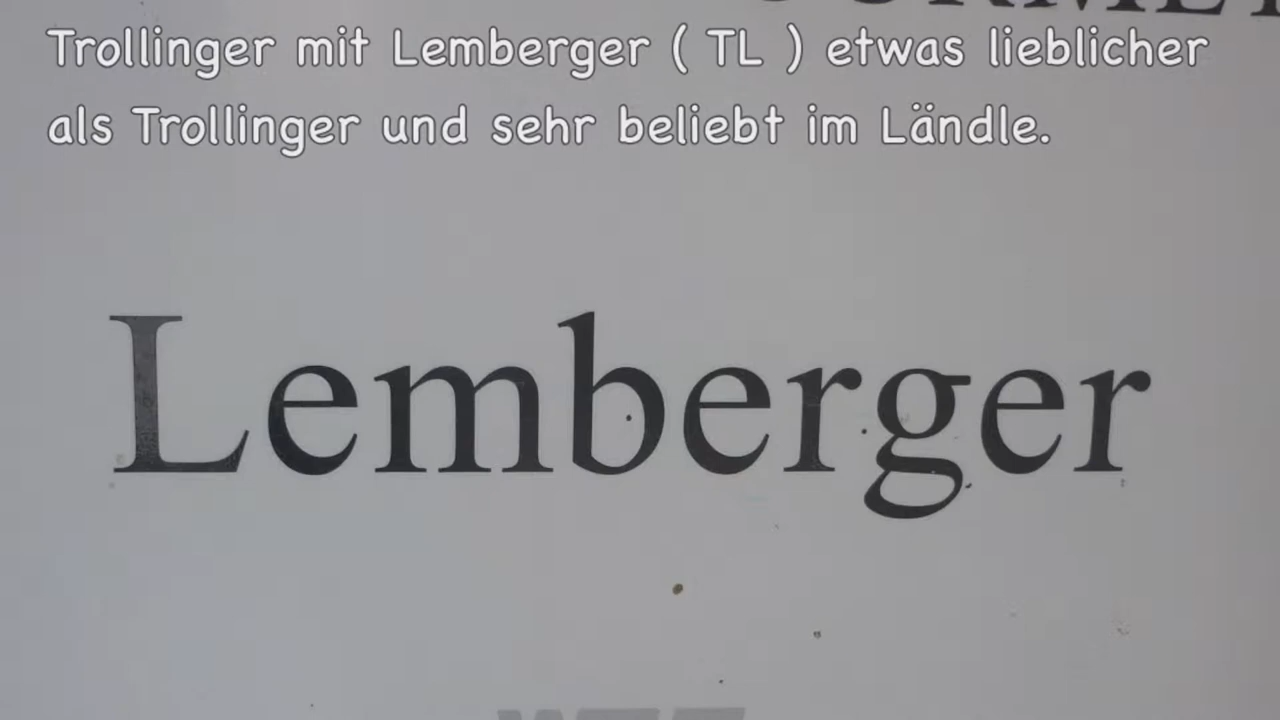 Trollinger mit Lemberger ( TL ) etwas lieblicher
als Trollinger und sehr beliebt im Ländle.
Lemberger